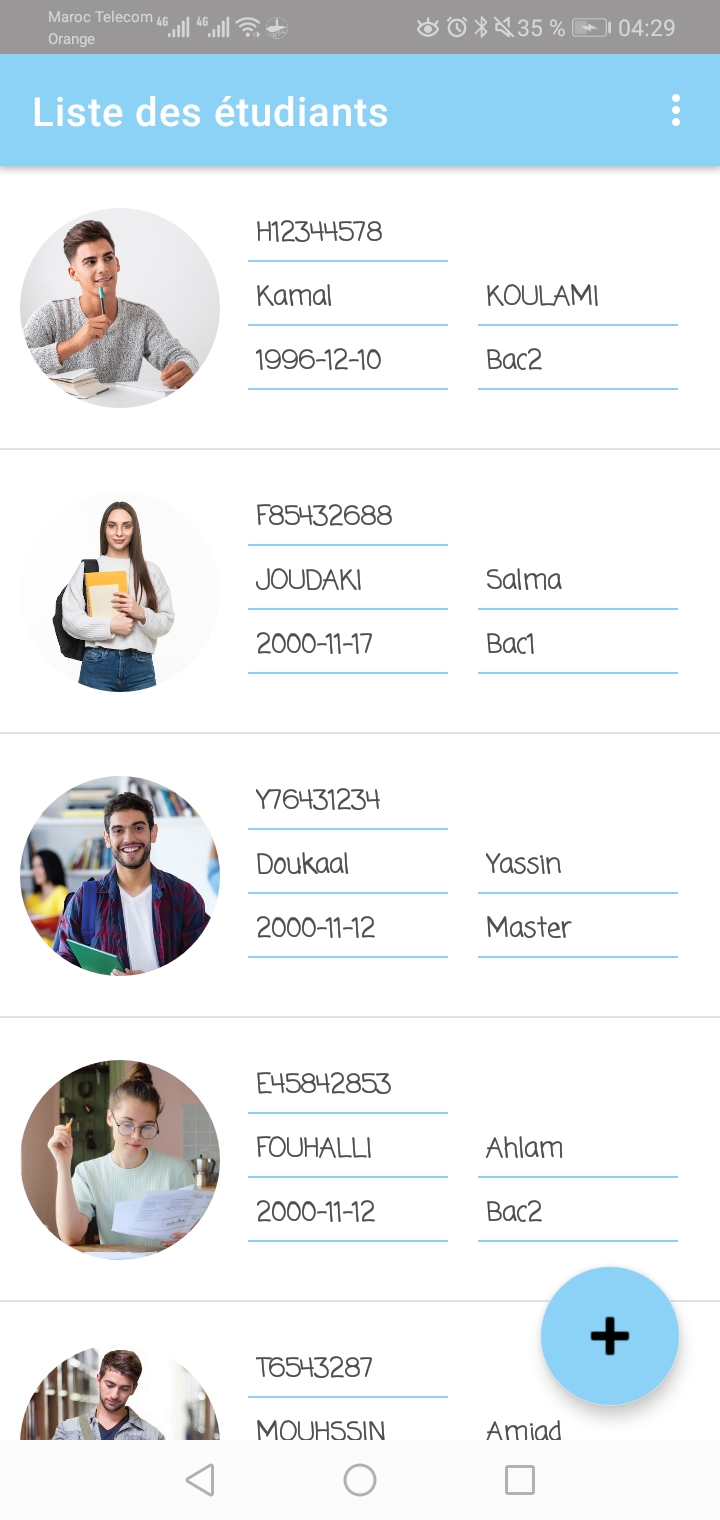 Maroc Telecom 4G 4G 35 % 04:29
Orange
Liste des étudiants
H12344578
Kamal KOULAMI
1996-12-10 Bac2
F85432688
JOUDAKI Salma
2000-11-17 Bac1
Y76431234
Doukaal Yassin
2000-11-12 Master
E45842853
FOUHALLI Ahlam
2000-11-12 Bac2
T6543287
MOUHSSIN Amjad